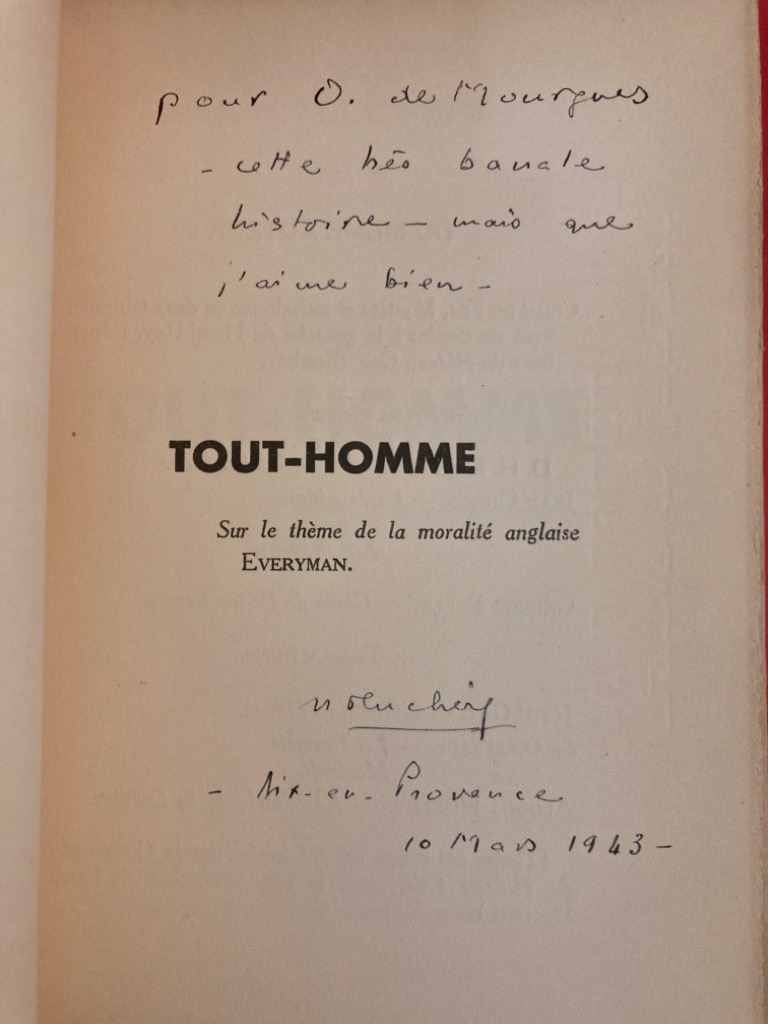 pour O. de Mourgues
- cette très banale
histoire - mais que
j'aime bien -
TOUT-HOMME
Sur le thème de la moralité anglaise
EVERYMAN.
- Aix-en-Provence
10 Mars 1943 -